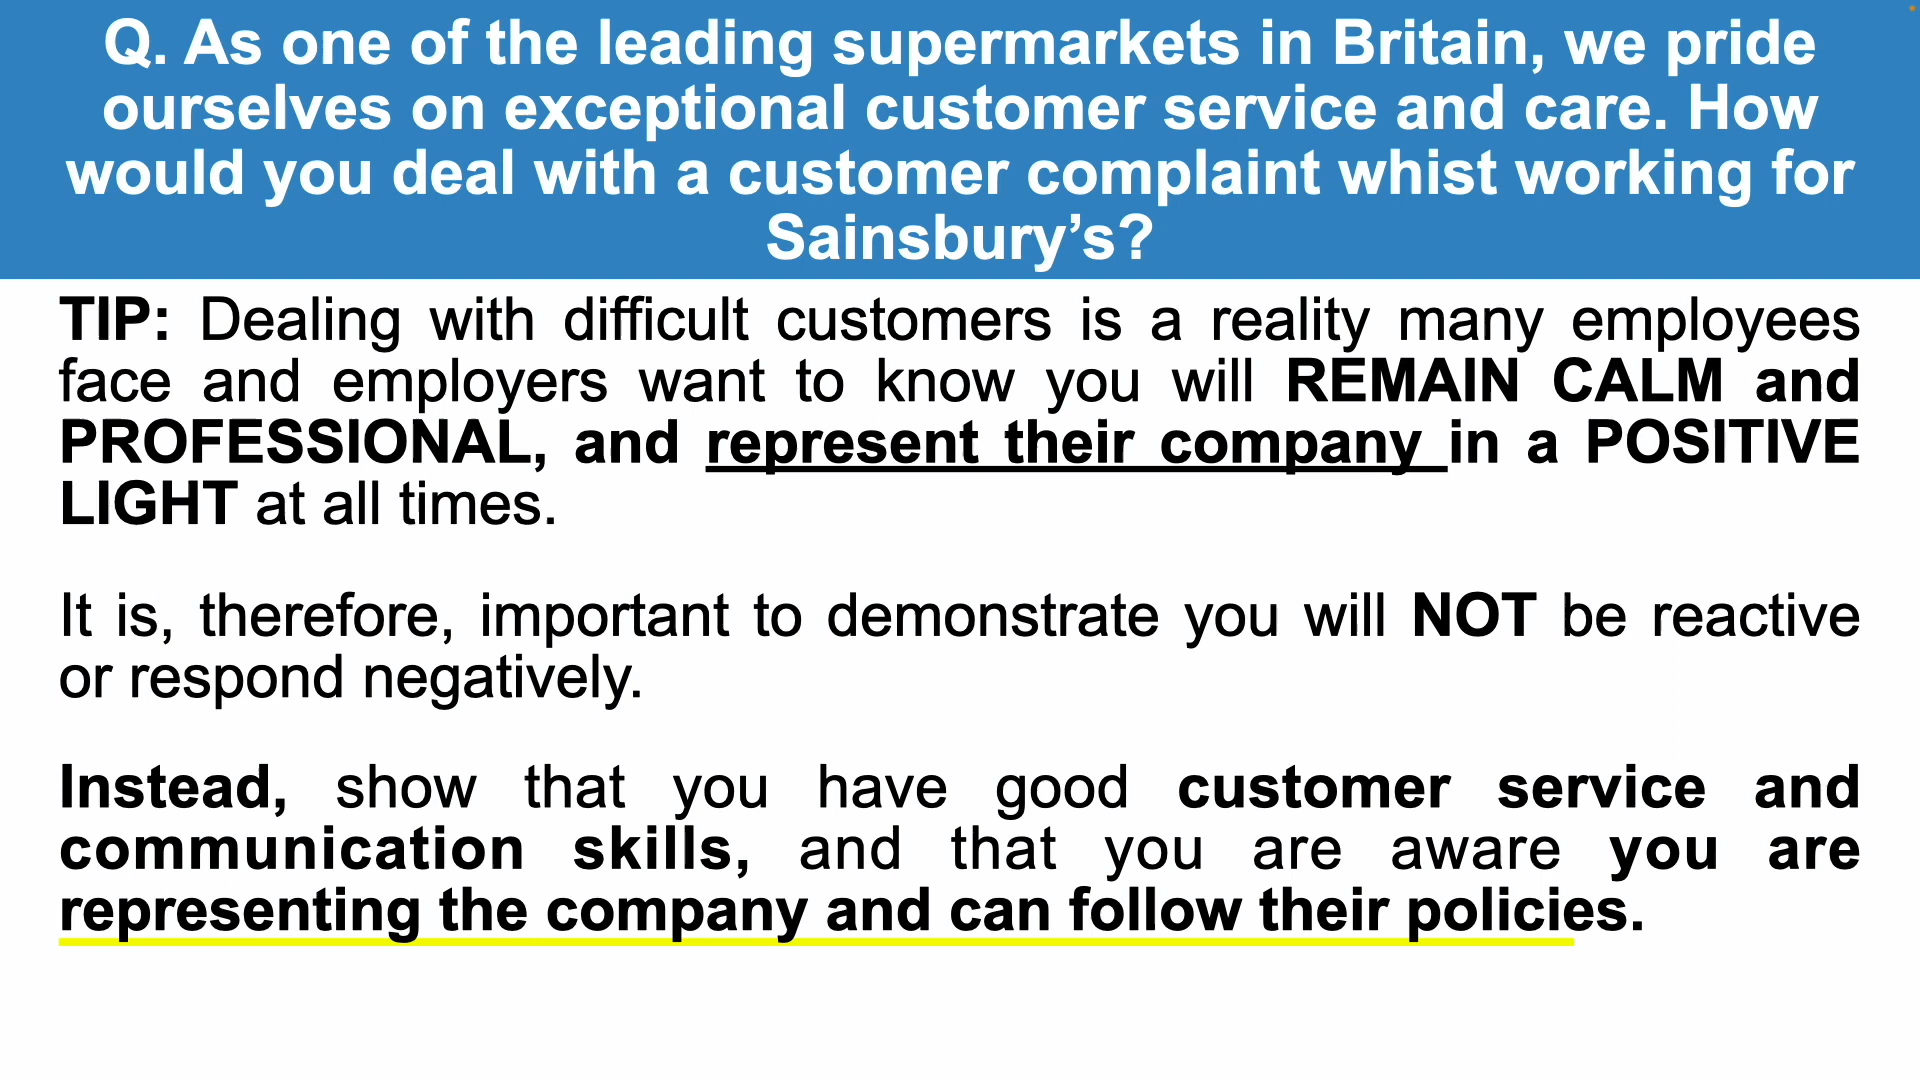 Q. As one of the leading supermarkets in Britain, we pride
ourselves on exceptional customer service and care. How
would you deal with a customer complaint whist working for
Sainsbury’s?
TIP: Dealing with difficult customers is a reality many employees
face and employers want to know you will REMAIN CALM and
PROFESSIONAL, and represent their company in a POSITIVE
LIGHT at all times.
It is, therefore, important to demonstrate you will NOT be reactive
or respond negatively.
Instead, show that you have good customer service and
communication skills, and that you are aware you are
representing the company and can follow their policies.